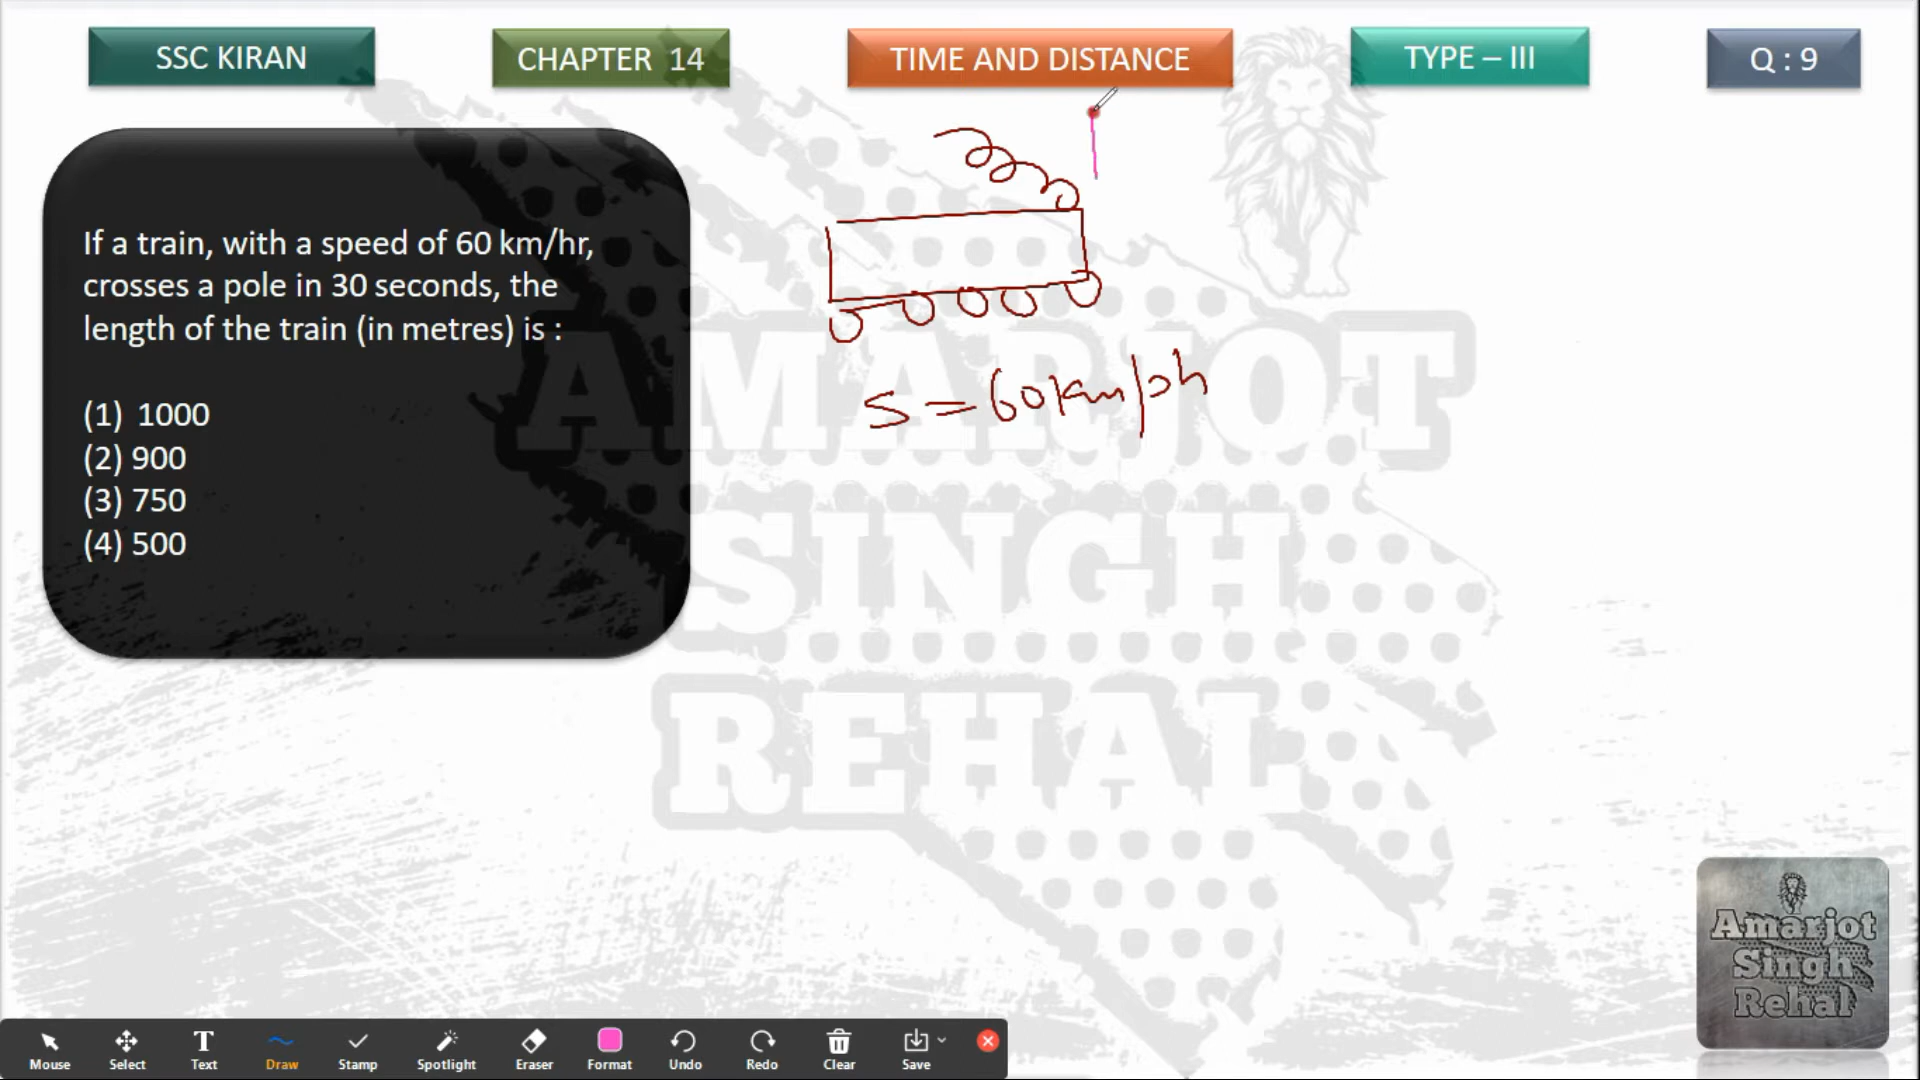 SSC KIRAN
CHAPTER 14
TIME AND DISTANCE
TYPE – III
Q : 9
If a train, with a speed of 60 km/hr,
crosses a pole in 30 seconds, the
length of the train (in metres) is :
(1) 1000
(2) 900
(3) 750
(4) 500
S = 60 km/ph
AMARJOT
SINGH
REHAL
Amarjot
Singh
Rehal
Mouse
Select
Text
Draw
Stamp
Spotlight
Eraser
Format
Undo
Redo
Clear
Save